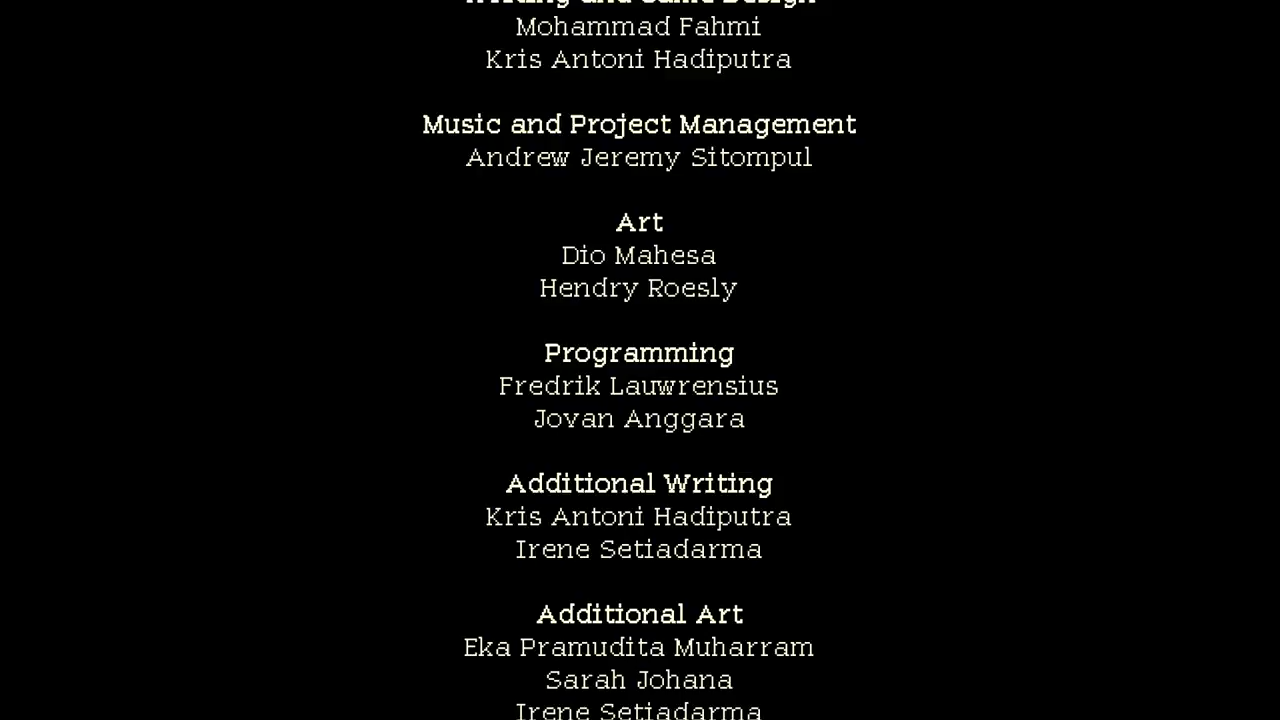 Writing and Game Design
Mohammad Fahmi
Kris Antoni Hadiputra
Music and Project Management
Andrew Jeremy Sitompul
Art
Dio Mahesa
Hendry Roesly
Programming
Fredrik Lauwrensius
Jovan Anggara
Additional Writing
Kris Antoni Hadiputra
Irene Setiadarma
Additional Art
Eka Pramudita Muharram
Sarah Johana
Irene Setiadarma